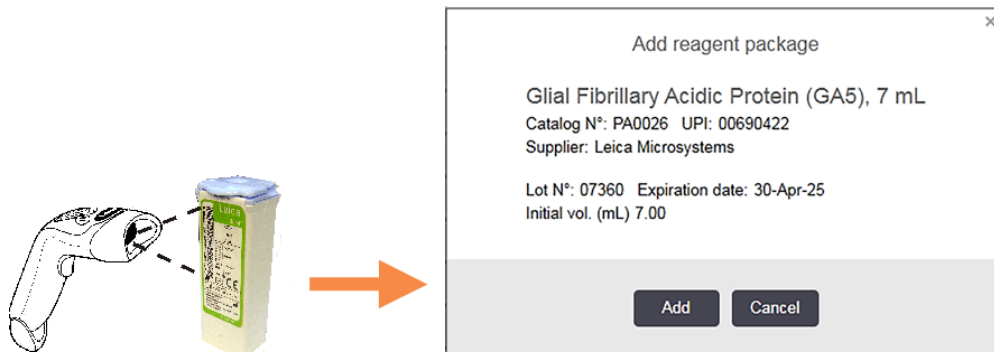 Leica
CE
×
Add reagent package
Glial Fibrillary Acidic Protein (GA5), 7 mL
Catalog N°: PA0026 UPI: 00690422
Supplier: Leica Microsystems
Lot N°: 07360 Expiration date: 30-Apr-25
Initial vol. (mL) 7.00
Add Cancel